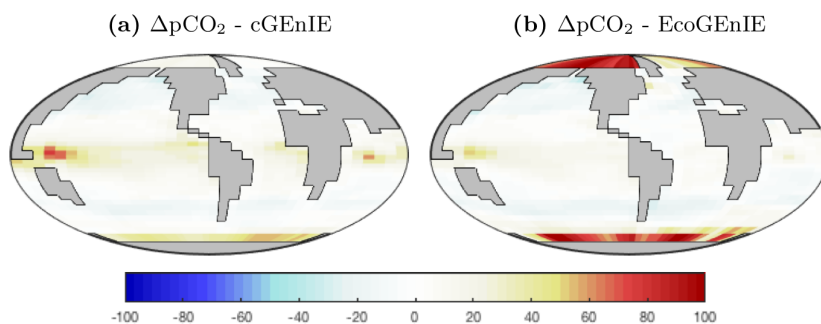 (a) ΔpCO₂ - cGEnIE
(b) ΔpCO₂ - EcoGEnIE
-100 -80 -60 -40 -20 0 20 40 60 80 100